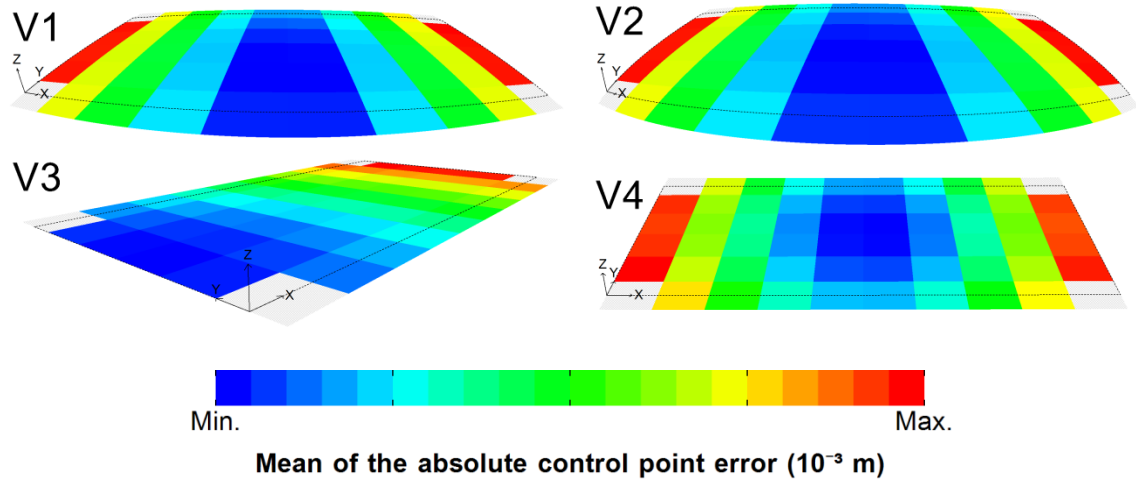 V1
Z
Y
X
V2
Z
Y
X
V3
Z
Y
X
V4
Z
Y
X
Min.
Max.
Mean of the absolute control point error (10⁻³ m)